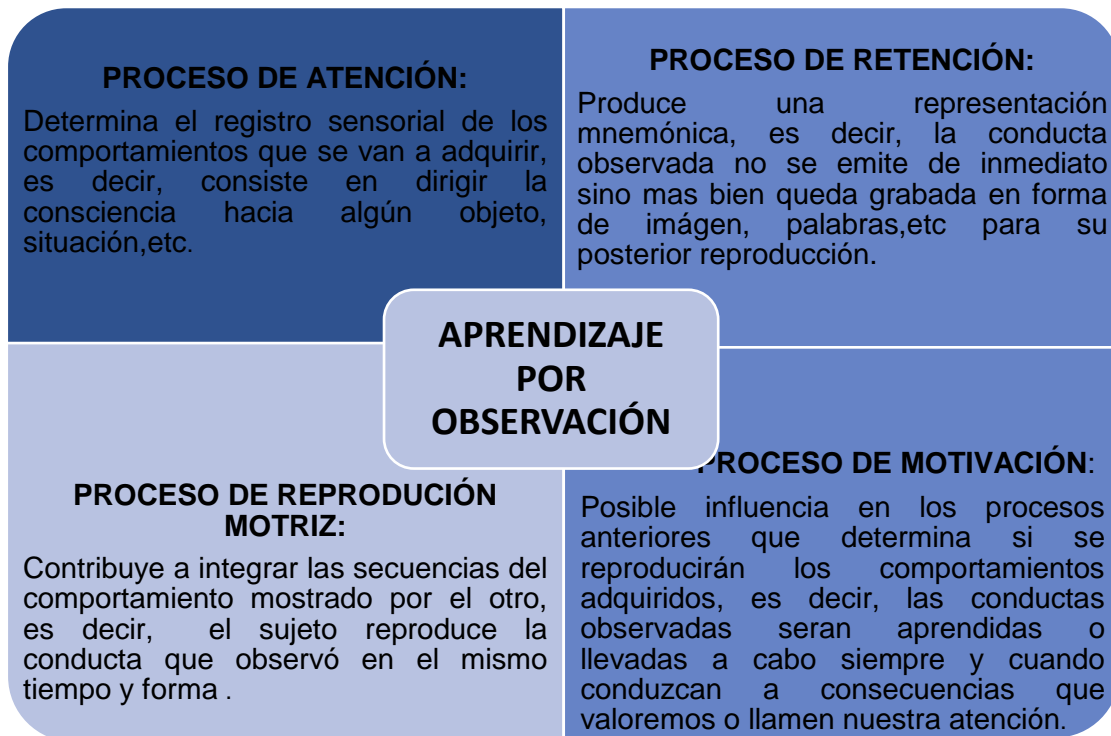 PROCESO DE ATENCIÓN:
Determina el registro sensorial de los
comportamientos que se van a adquirir,
es decir, consiste en dirigir la
consciencia hacia algún objeto,
situación,etc.
PROCESO DE RETENCIÓN:
Produce una representación
mnemónica, es decir, la conducta
observada no se emite de inmediato
sino mas bien queda grabada en forma
de imágen, palabras,etc para su
posterior reproducción.
APRENDIZAJE
POR
OBSERVACIÓN
PROCESO DE REPRODUCIÓN
MOTRIZ:
Contribuye a integrar las secuencias del
comportamiento mostrado por el otro,
es decir, el sujeto reproduce la
conducta que observó en el mismo
tiempo y forma .
PROCESO DE MOTIVACIÓN:
Posible influencia en los procesos
anteriores que determina si se
reproducirán los comportamientos
adquiridos, es decir, las conductas
observadas seran aprendidas o
llevadas a cabo siempre y cuando
conduzcan a consecuencias que
valoremos o llamen nuestra atención.